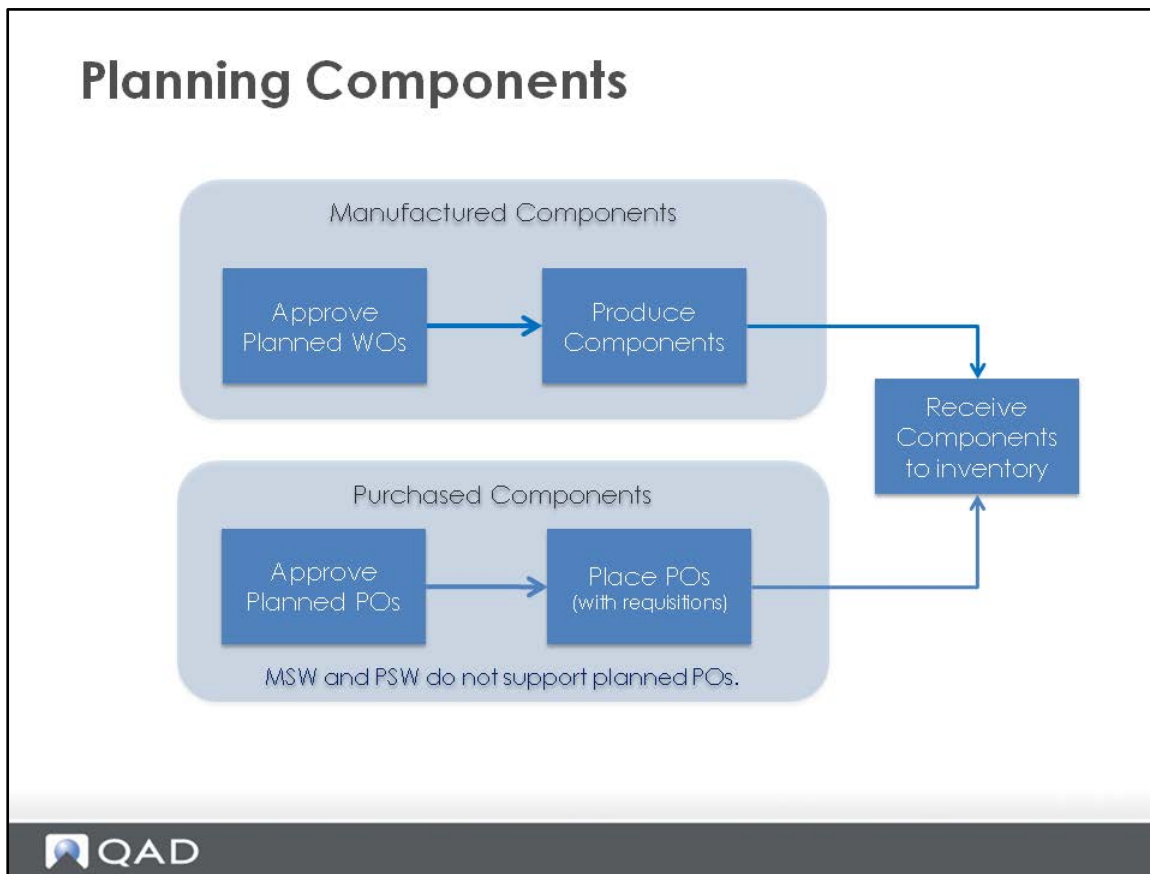 Planning Components
Manufactured Components
Approve
Planned WOs
Produce
Components
Receive
Components
to inventory
Purchased Components
Approve
Planned POs
Place POs
(with requisitions)
MSW and PSW do not support planned POs.
QAD